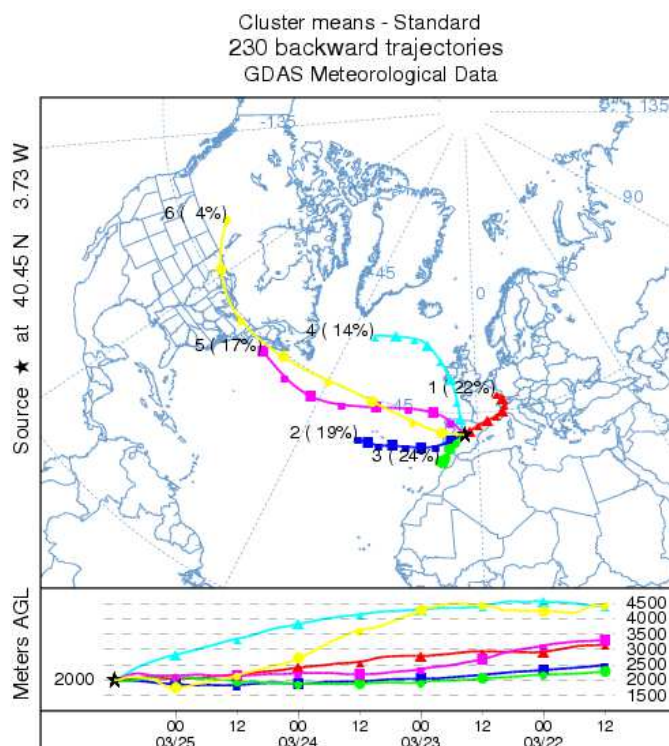 Cluster means - Standard
230 backward trajectories
GDAS Meteorological Data
Source ★ at 40.45 N 3.73 W
135
-135
90
6 ( 4%)
45
-45
0
4 ( 14%)
5 ( 17%)
1 ( 22%)
-45
2 ( 19%)
3 ( 24%)
Meters AGL
2000
4500
4000
3500
3000
2500
2000
1500
00 12 00 12 00 12 00 12
03/25 03/24 03/23 03/22